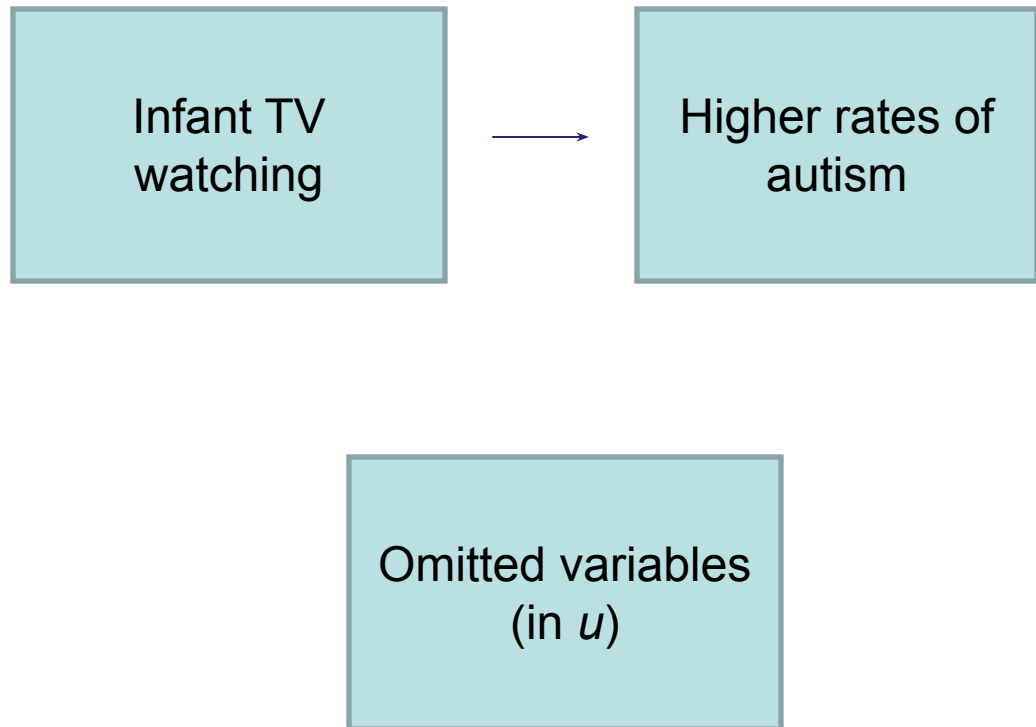 Infant TV
watching
Higher rates of
autism
Omitted variables
(in u)